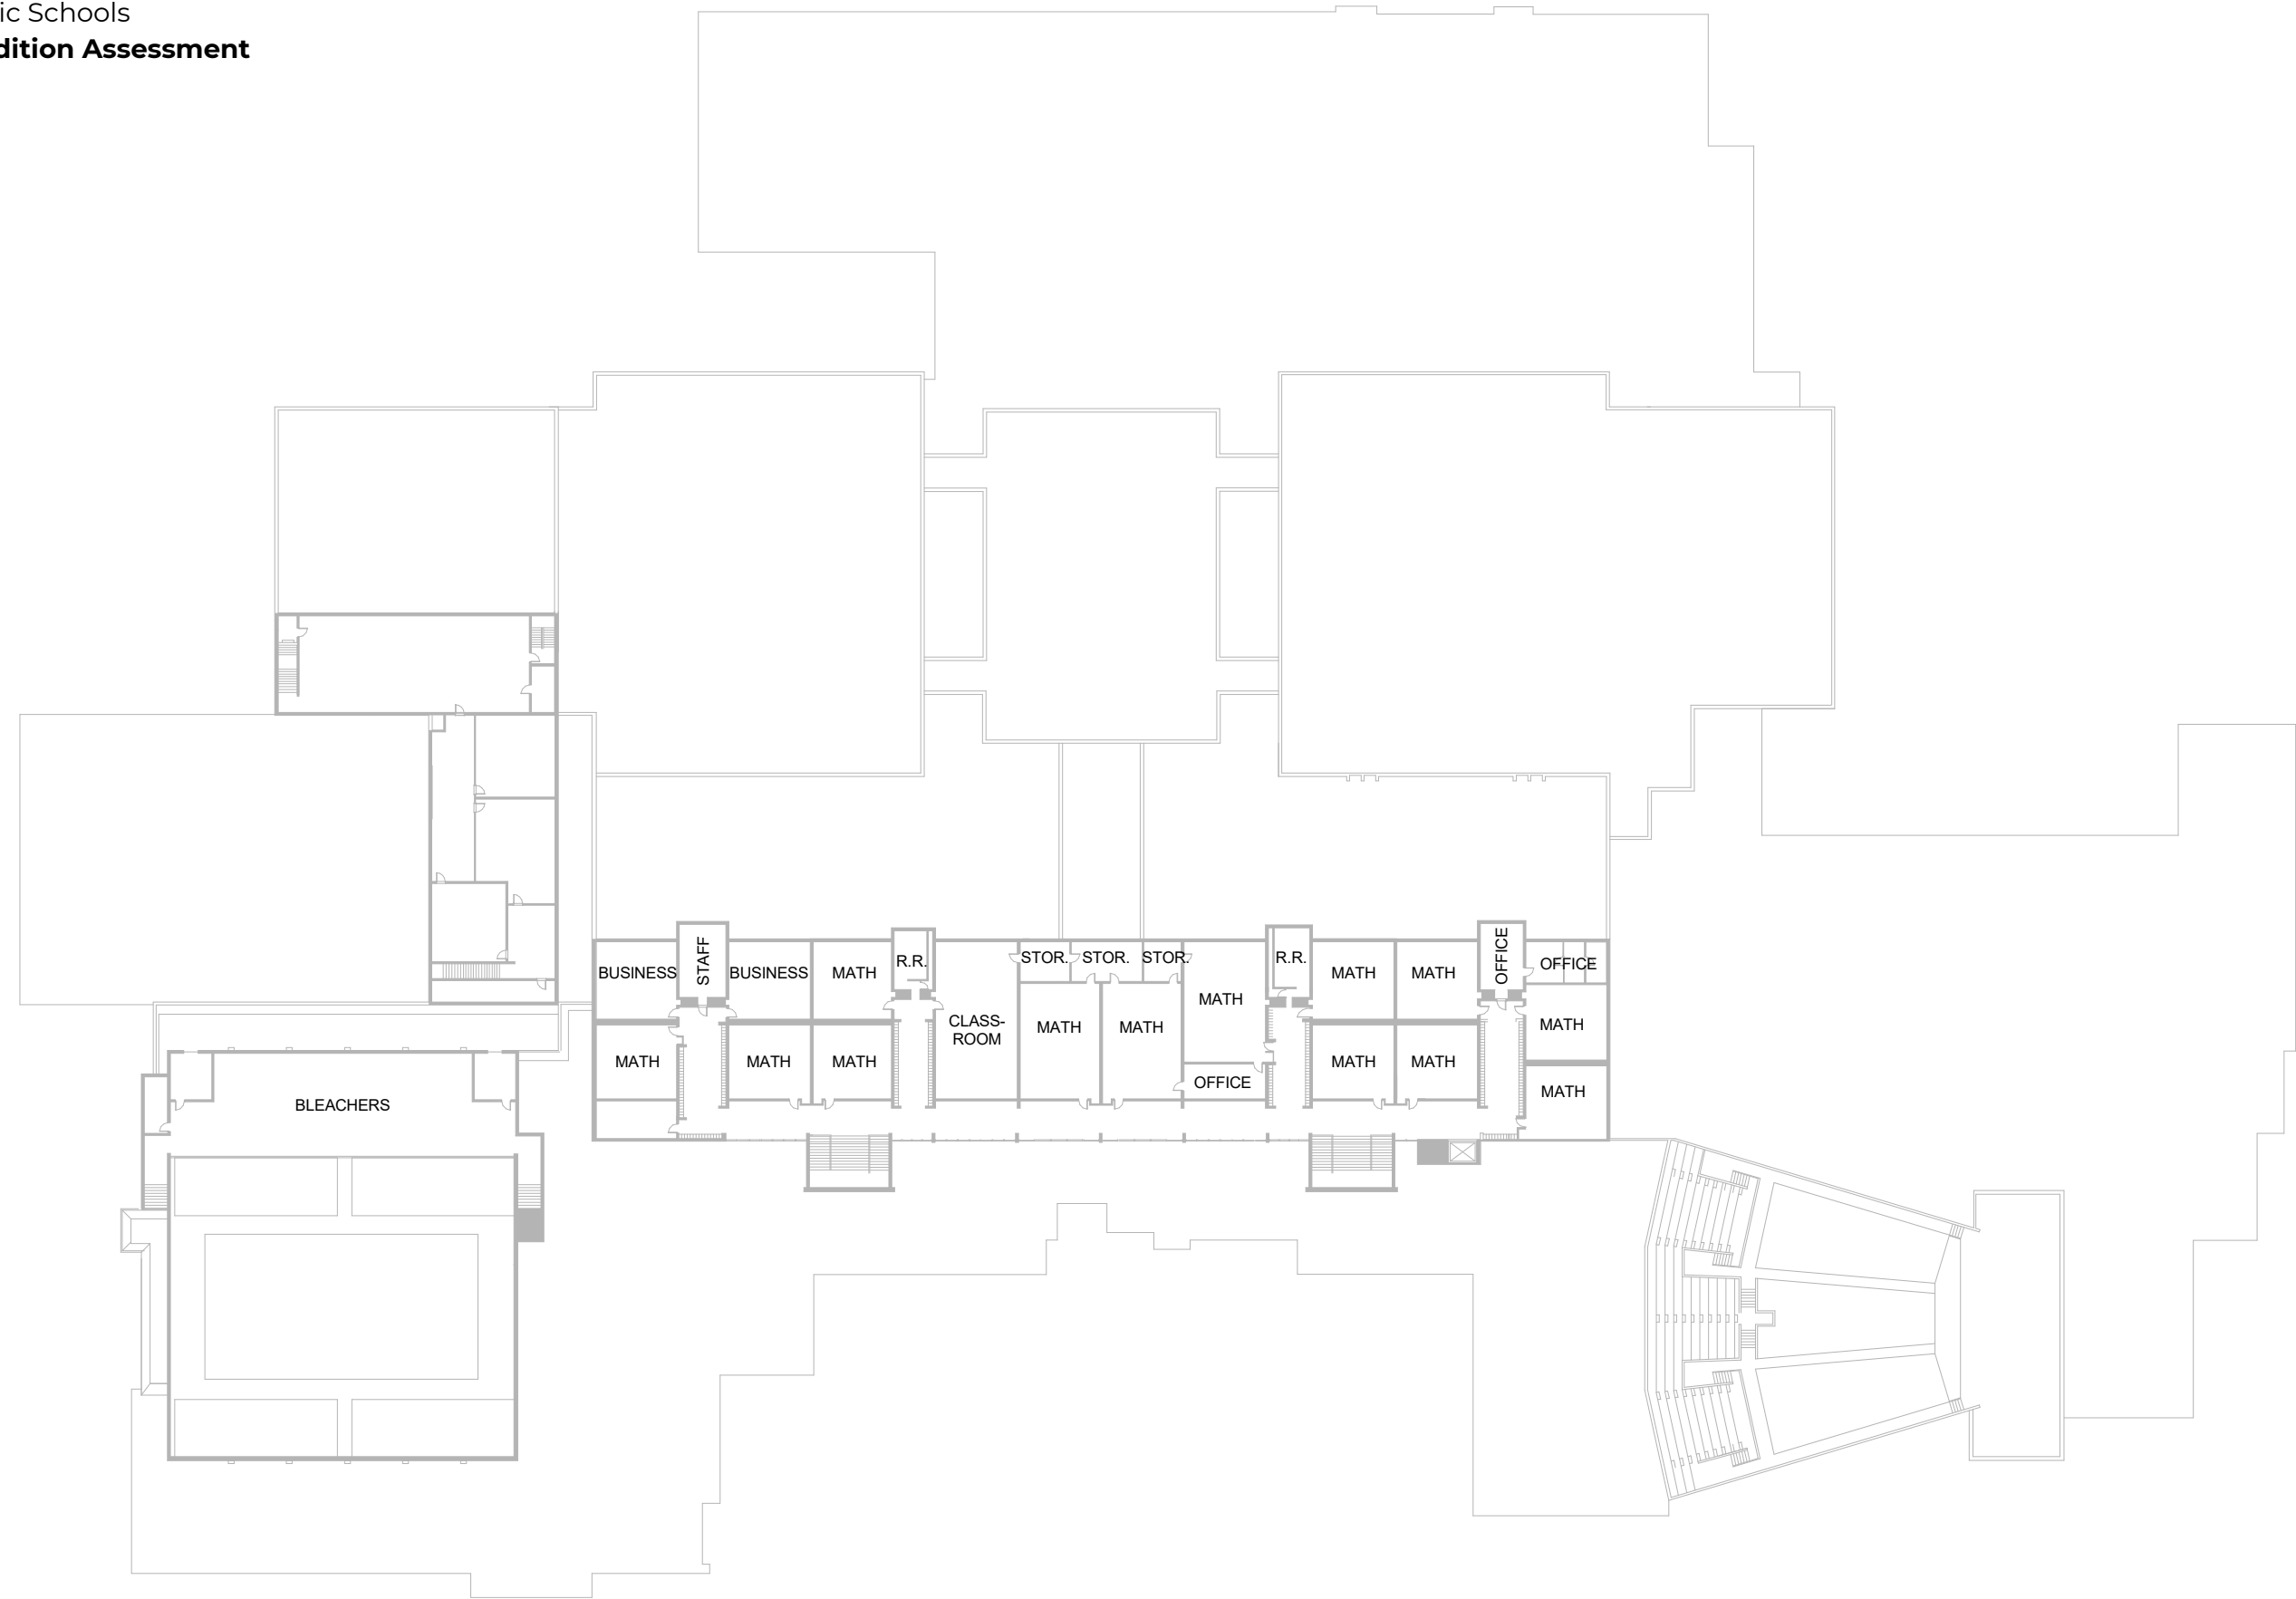 ic Schools
dition Assessment
BUSINESS
STAFF
BUSINESS
MATH
R.R.
STOR.
STOR.
STOR.
R.R.
MATH
MATH
OFFICE
OFFICE
MATH
CLASS-
ROOM
MATH
MATH
MATH
MATH
MATH
MATH
MATH
MATH
OFFICE
MATH
BLEACHERS